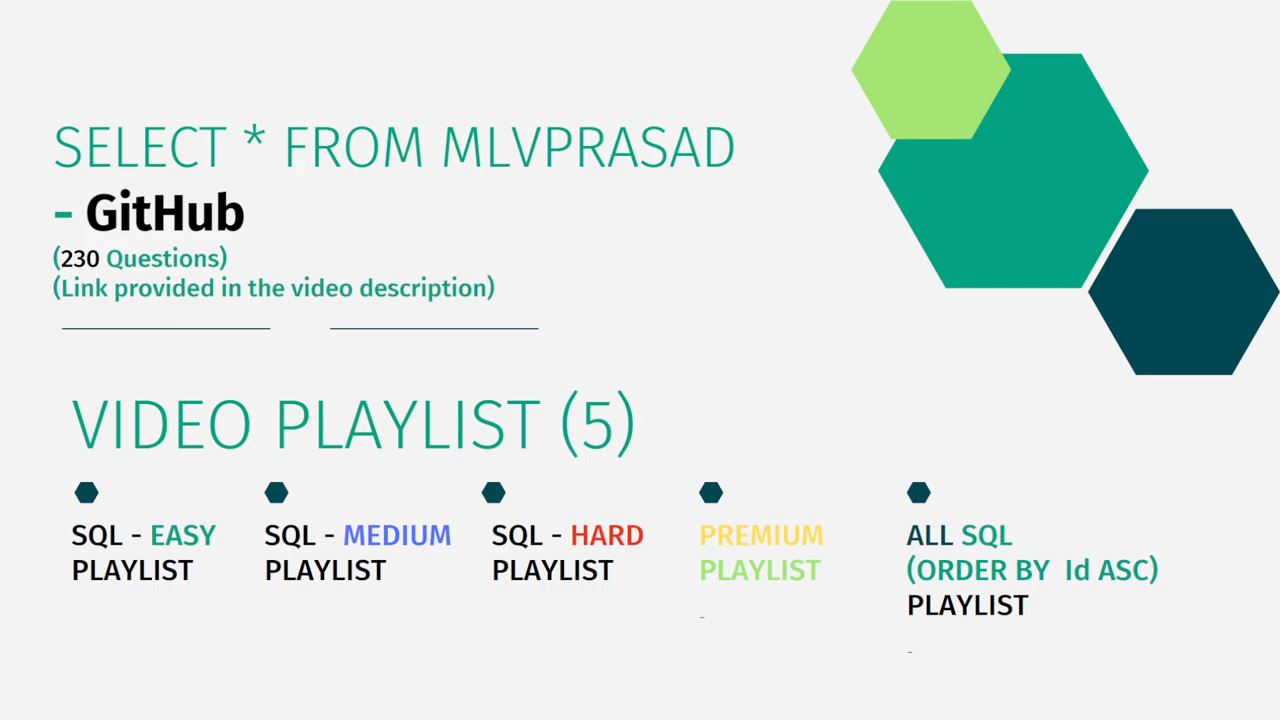 SELECT * FROM MLVPRASAD
- GitHub
(230 Questions)
(Link provided in the video description)
VIDEO PLAYLIST (5)
SQL - EASY
PLAYLIST
SQL - MEDIUM
PLAYLIST
SQL - HARD
PLAYLIST
PREMIUM
PLAYLIST
-
ALL SQL
(ORDER BY Id ASC)
PLAYLIST
-